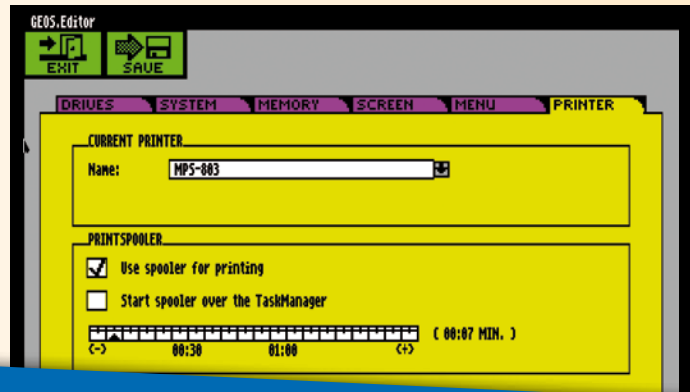 GEOS.Editor
EXIT SAVE
DRIVES SYSTEM MEMORY SCREEN MENU PRINTER
CURRENT PRINTER
Name: MPS-803
PRINTSPOOLER
Use spooler for printing
Start spooler over the TaskManager
( 00:07 MIN. )
(-) 00:30 01:00 (+)